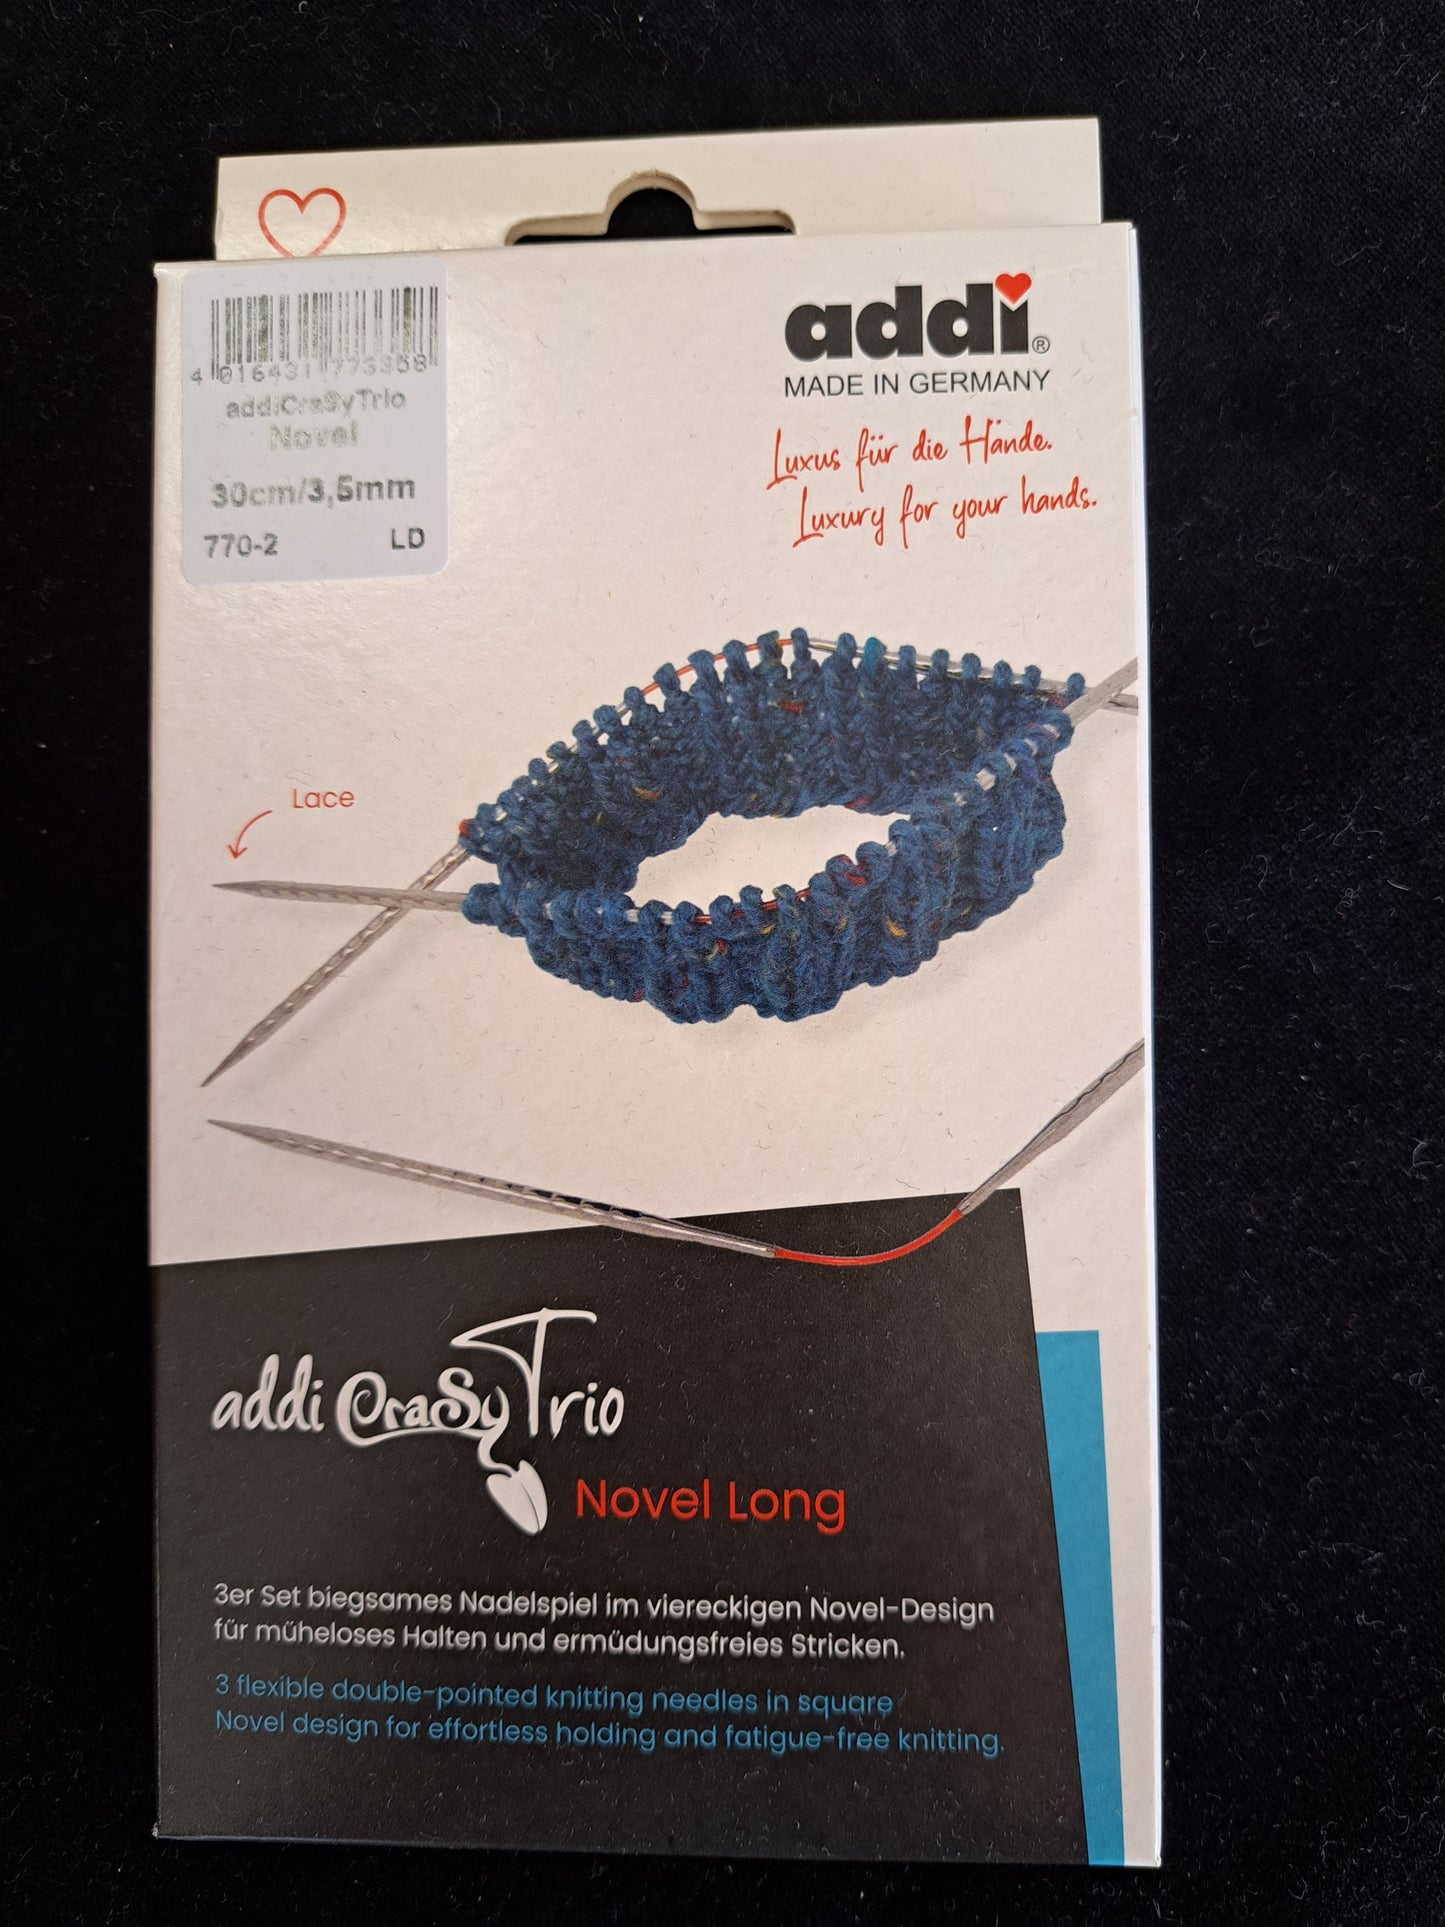 4 016431 773358
addiCraSyTrio
Novel
30cm/3,5mm
770-2 LD
addi®
MADE IN GERMANY
Luxus für die Hände.
Luxury for your hands.
Lace
addi CraSyTrio
Novel Long
3er Set biegsames Nadelspiel im viereckigen Novel-Design
für müheloses Halten und ermüdungsfreies Stricken.
3 flexible double-pointed knitting needles in square
Novel design for effortless holding and fatigue-free knitting.